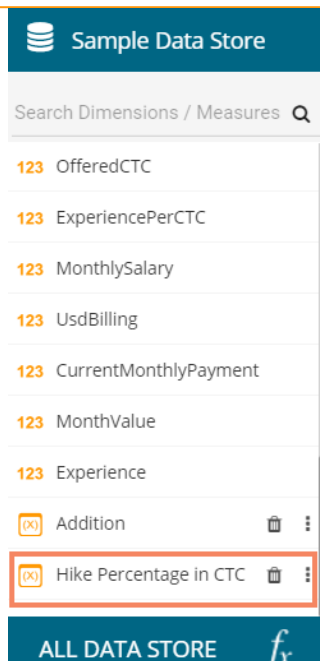 Sample Data Store
Search Dimensions / Measures
123 OfferedCTC
123 ExperiencePerCTC
123 MonthlySalary
123 UsdBilling
123 CurrentMonthlyPayment
123 MonthValue
123 Experience
(X) Addition
(X) Hike Percentage in CTC
ALL DATA STORE fx